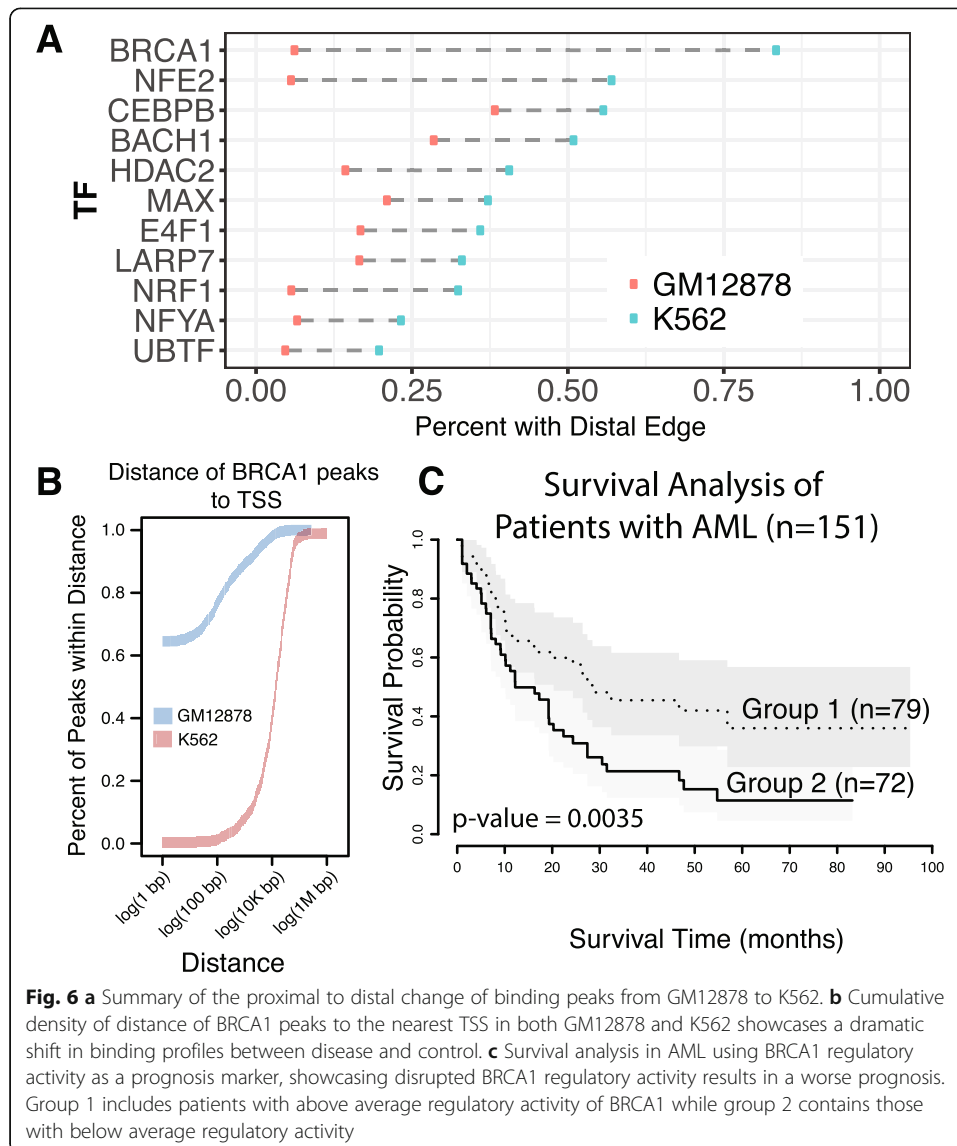 A
BRCA1
NFE2
CEBPB
BACH1
HDAC2
MAX
E4F1
LARP7
NRF1
NFYA
UBTF
TF
GM12878
K562
0.00 0.25 0.50 0.75 1.00
Percent with Distal Edge
B
Distance of BRCA1 peaks
to TSS
Percent of Peaks within Distance
1.0
0.8
0.6
0.4
0.2
0.0
GM12878
K562
log(1 bp) log(100 bp) log(10K bp) log(1M bp)
Distance
C
Survival Analysis of
Patients with AML (n=151)
Survival Probability
1.0
0.8
0.6
0.4
0.2
0.0
Group 1 (n=79)
Group 2 (n=72)
p-value = 0.0035
0 10 20 30 40 50 60 70 80 90 100
Survival Time (months)
Fig. 6 a Summary of the proximal to distal change of binding peaks from GM12878 to K562. b Cumulative
density of distance of BRCA1 peaks to the nearest TSS in both GM12878 and K562 showcases a dramatic
shift in binding profiles between disease and control. c Survival analysis in AML using BRCA1 regulatory
activity as a prognosis marker, showcasing disrupted BRCA1 regulatory activity results in a worse prognosis.
Group 1 includes patients with above average regulatory activity of BRCA1 while group 2 contains those
with below average regulatory activity